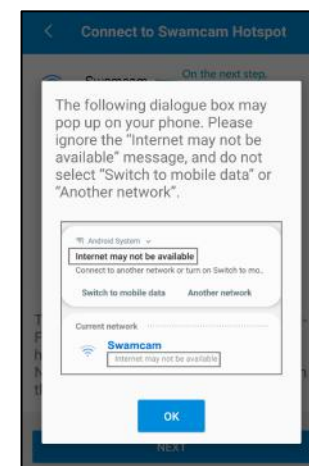 Connect to Swamcam Hotspot
On the next step,
The following dialogue box may
pop up on your phone. Please
ignore the “Internet may not be
available” message, and do not
select “Switch to mobile data” or
“Another network”.
Android System
Internet may not be available
Connect to another network or turn on Switch to mo..
Switch to mobile data Another network
Current network
Swamcam
Internet may not be available
OK
NEXT